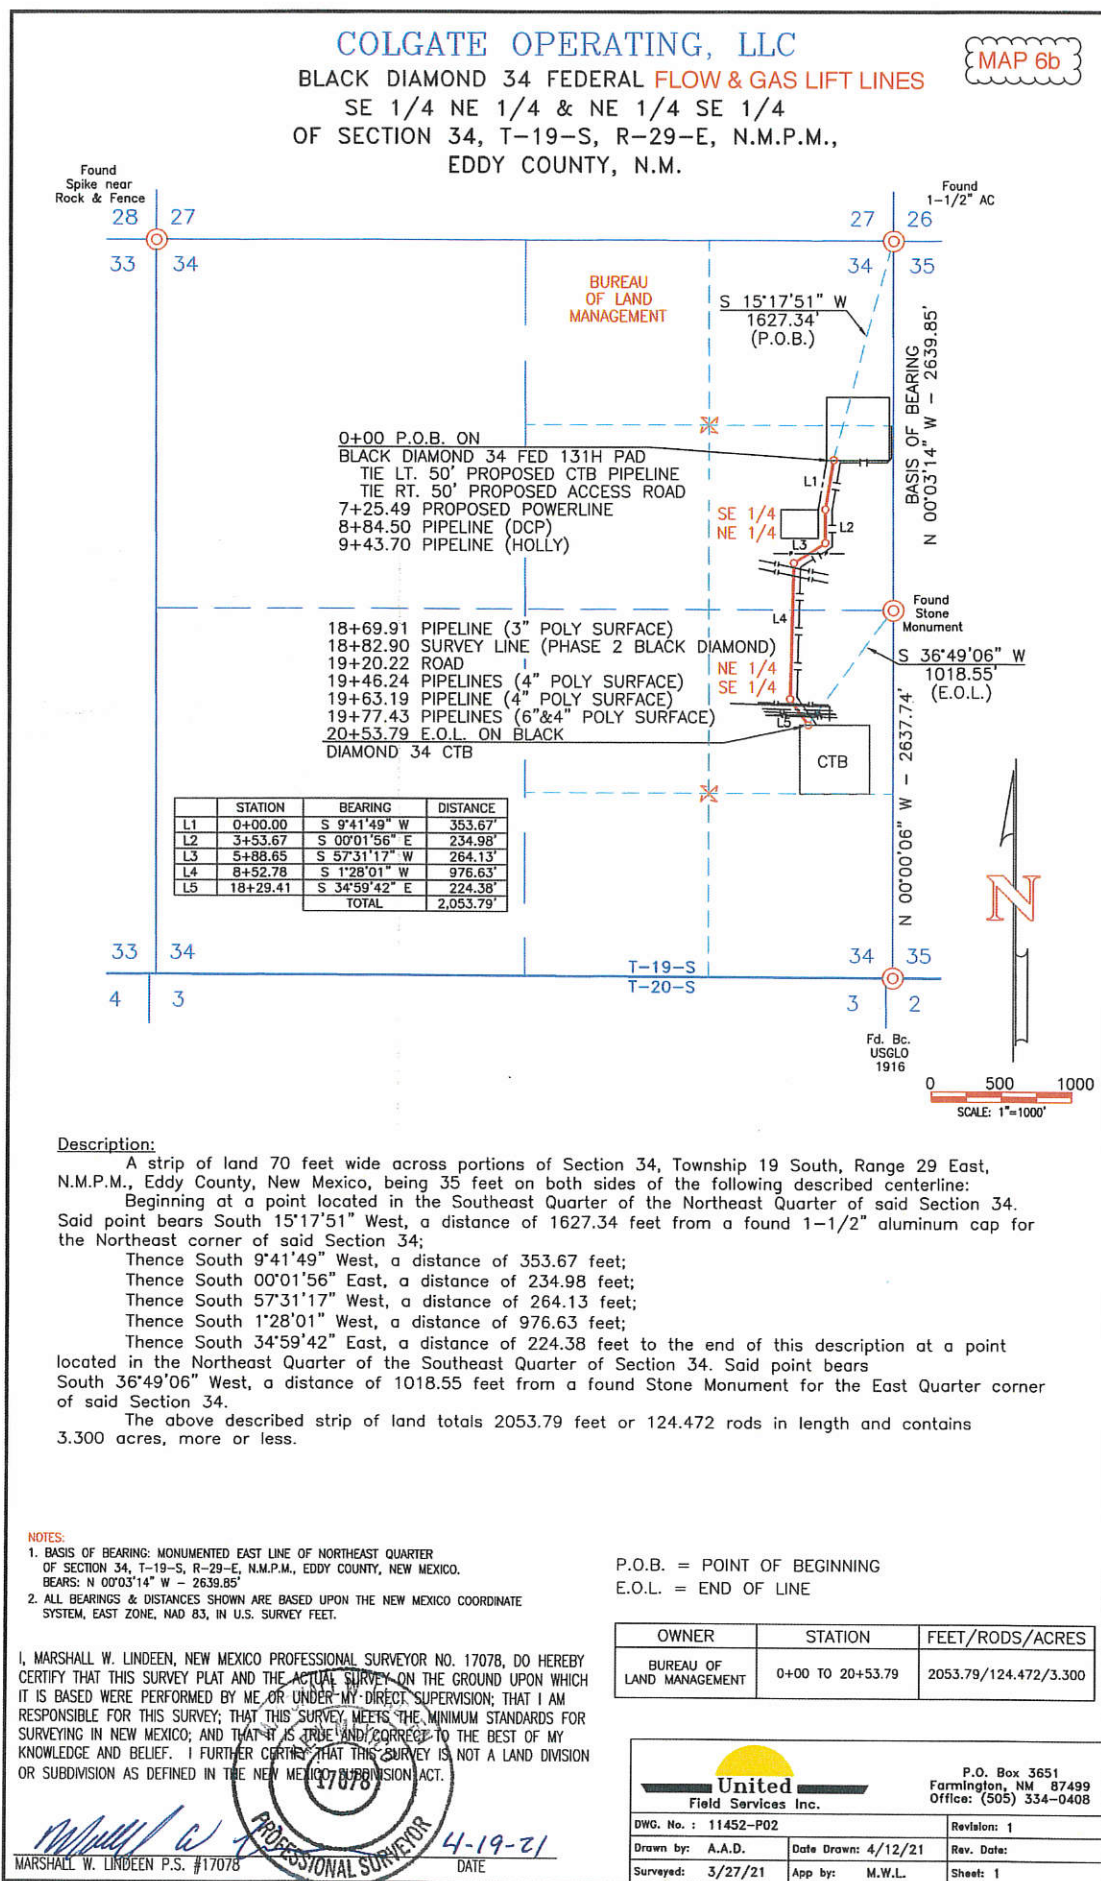 COLGATE OPERATING, LLC
MAP 6b
BLACK DIAMOND 34 FEDERAL FLOW & GAS LIFT LINES
SE 1/4 NE 1/4 & NE 1/4 SE 1/4
OF SECTION 34, T-19-S, R-29-E, N.M.P.M.,
EDDY COUNTY, N.M.
Found
Spike near
Rock & Fence
Found
1-1/2" AC
28 27
27 26
33 34
34 35
BUREAU
OF LAND
MANAGEMENT
S 15°17'51" W
1627.34'
(P.O.B.)
BASIS OF BEARING
N 00°03'14" W - 2639.85'
0+00 P.O.B. ON
BLACK DIAMOND 34 FED 131H PAD
TIE LT. 50' PROPOSED CTB PIPELINE
TIE RT. 50' PROPOSED ACCESS ROAD
7+25.49 PROPOSED POWERLINE
8+84.50 PIPELINE (DCP)
9+43.70 PIPELINE (HOLLY)
L1
SE 1/4
NE 1/4
L2
L3
L4
Found
Stone
Monument
18+69.91 PIPELINE (3" POLY SURFACE)
18+82.90 SURVEY LINE (PHASE 2 BLACK DIAMOND)
19+20.22 ROAD
19+46.24 PIPELINES (4" POLY SURFACE)
19+63.19 PIPELINE (4" POLY SURFACE)
19+77.43 PIPELINES (6"&4" POLY SURFACE)
20+53.79 E.O.L. ON BLACK
DIAMOND 34 CTB
NE 1/4
SE 1/4
S 36°49'06" W
1018.55'
(E.O.L.)
L5
CTB
N 00°00'06" W - 2637.74'
STATION BEARING DISTANCE
L1 0+00.00 S 9°41'49" W 353.67'
L2 3+53.67 S 00°01'56" E 234.98'
L3 5+88.65 S 57°31'17" W 264.13'
L4 8+52.78 S 1°28'01" W 976.63'
L5 18+29.41 S 34°59'42" E 224.38'
TOTAL 2,053.79'
N
33 34
34 35
T-19-S
T-20-S
4 3
3 2
Fd. Bc.
USGLO
1916
0 500 1000
SCALE: 1"=1000'
Description:
A strip of land 70 feet wide across portions of Section 34, Township 19 South, Range 29 East,
N.M.P.M., Eddy County, New Mexico, being 35 feet on both sides of the following described centerline:
Beginning at a point located in the Southeast Quarter of the Northeast Quarter of said Section 34.
Said point bears South 15°17'51" West, a distance of 1627.34 feet from a found 1-1/2" aluminum cap for
the Northeast corner of said Section 34;
Thence South 9°41'49" West, a distance of 353.67 feet;
Thence South 00°01'56" East, a distance of 234.98 feet;
Thence South 57°31'17" West, a distance of 264.13 feet;
Thence South 1°28'01" West, a distance of 976.63 feet;
Thence South 34°59'42" East, a distance of 224.38 feet to the end of this description at a point
located in the Northeast Quarter of the Southeast Quarter of Section 34. Said point bears
South 36°49'06" West, a distance of 1018.55 feet from a found Stone Monument for the East Quarter corner
of said Section 34.
The above described strip of land totals 2053.79 feet or 124.472 rods in length and contains
3.300 acres, more or less.
NOTES:
1. BASIS OF BEARING: MONUMENTED EAST LINE OF NORTHEAST QUARTER
OF SECTION 34, T-19-S, R-29-E, N.M.P.M., EDDY COUNTY, NEW MEXICO.
BEARS: N 00°03'14" W - 2639.85'
2. ALL BEARINGS & DISTANCES SHOWN ARE BASED UPON THE NEW MEXICO COORDINATE
SYSTEM, EAST ZONE, NAD 83, IN U.S. SURVEY FEET.
P.O.B. = POINT OF BEGINNING
E.O.L. = END OF LINE
OWNER STATION FEET/RODS/ACRES
BUREAU OF
LAND MANAGEMENT 0+00 TO 20+53.79 2053.79/124.472/3.300
I, MARSHALL W. LINDEEN, NEW MEXICO PROFESSIONAL SURVEYOR NO. 17078, DO HEREBY
CERTIFY THAT THIS SURVEY PLAT AND THE ACTUAL SURVEY ON THE GROUND UPON WHICH
IT IS BASED WERE PERFORMED BY ME OR UNDER MY DIRECT SUPERVISION; THAT I AM
RESPONSIBLE FOR THIS SURVEY; THAT THIS SURVEY MEETS THE MINIMUM STANDARDS FOR
SURVEYING IN NEW MEXICO; AND THAT IT IS TRUE AND CORRECT TO THE BEST OF MY
KNOWLEDGE AND BELIEF. I FURTHER CERTIFY THAT THIS SURVEY IS NOT A LAND DIVISION
OR SUBDIVISION AS DEFINED IN THE NEW MEXICO SUBDIVISION ACT.
NEW MEXICO
17078
PROFESSIONAL SURVEYOR
4-19-21
MARSHALL W. LINDEEN P.S. #17078
DATE
United
Field Services Inc.
P.O. Box 3651
Farmington, NM 87499
Office: (505) 334-0408
DWG. No. : 11452-P02 Revision: 1
Drawn by: A.A.D. Date Drawn: 4/12/21 Rev. Date:
Surveyed: 3/27/21 App by: M.W.L. Sheet: 1